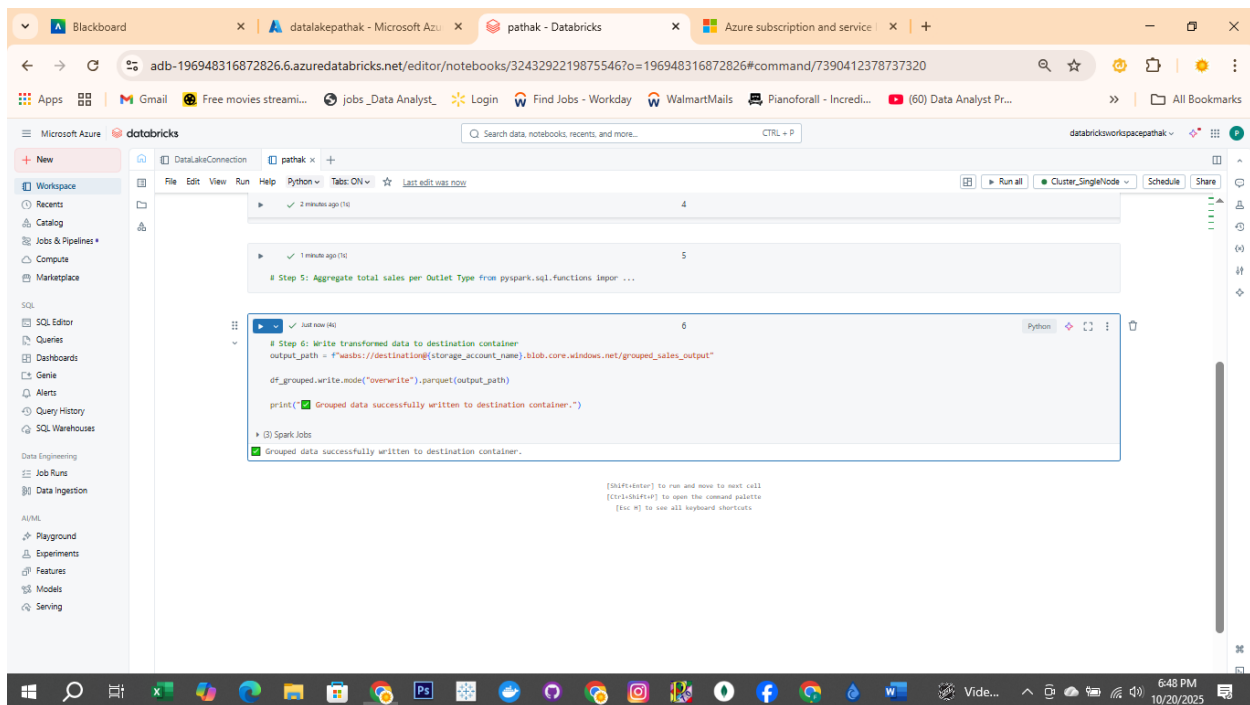 Blackboard
datalakepathak - Microsoft Azu
pathak - Databricks
Azure subscription and service
adb-196948316872826.6.azuredatabricks.net/editor/notebooks/324329221987554​6?o=196948316872826#command/7390412378737320
Apps
Gmail
Free movies streami...
jobs _Data Analyst_
Login
Find Jobs - Workday
WalmartMails
Pianoforall - Incredi...
(60) Data Analyst Pr...
»
All Bookmarks
Microsoft Azure
databricks
Search data, notebooks, recents, and more...
CTRL + P
databricksworkspacepathak
P
+ New
DataLakeConnection
pathak
Workspace
Recents
Catalog
Jobs & Pipelines
Compute
Marketplace
SQL
SQL Editor
Queries
Dashboards
Genie
Alerts
Query History
SQL Warehouses
Data Engineering
Job Runs
Data Ingestion
AI/ML
Playground
Experiments
Features
Models
Serving
File Edit View Run Help Python Tabs: ON Last edit was now
Run all
Cluster_SingleNode
Schedule
Share
2 minutes ago (1s)
4
1 minute ago (1s)
5
# Step 5: Aggregate total sales per Outlet Type from pyspark.sql.functions impor ...
Just now (4s)
6
Python
# Step 6: Write transformed data to destination container
output_path = f"wasbs://destination@{storage_account_name}.blob.core.windows.net/grouped_sales_output"
df_grouped.write.mode("overwrite").parquet(output_path)
print("✅ Grouped data successfully written to destination container.")
(3) Spark Jobs
✅ Grouped data successfully written to destination container.
[Shift+Enter] to run and move to next cell
[Ctrl+Shift+P] to open the command palette
[Esc H] to see all keyboard shortcuts
Ps
Vide...
6:48 PM
10/20/2025